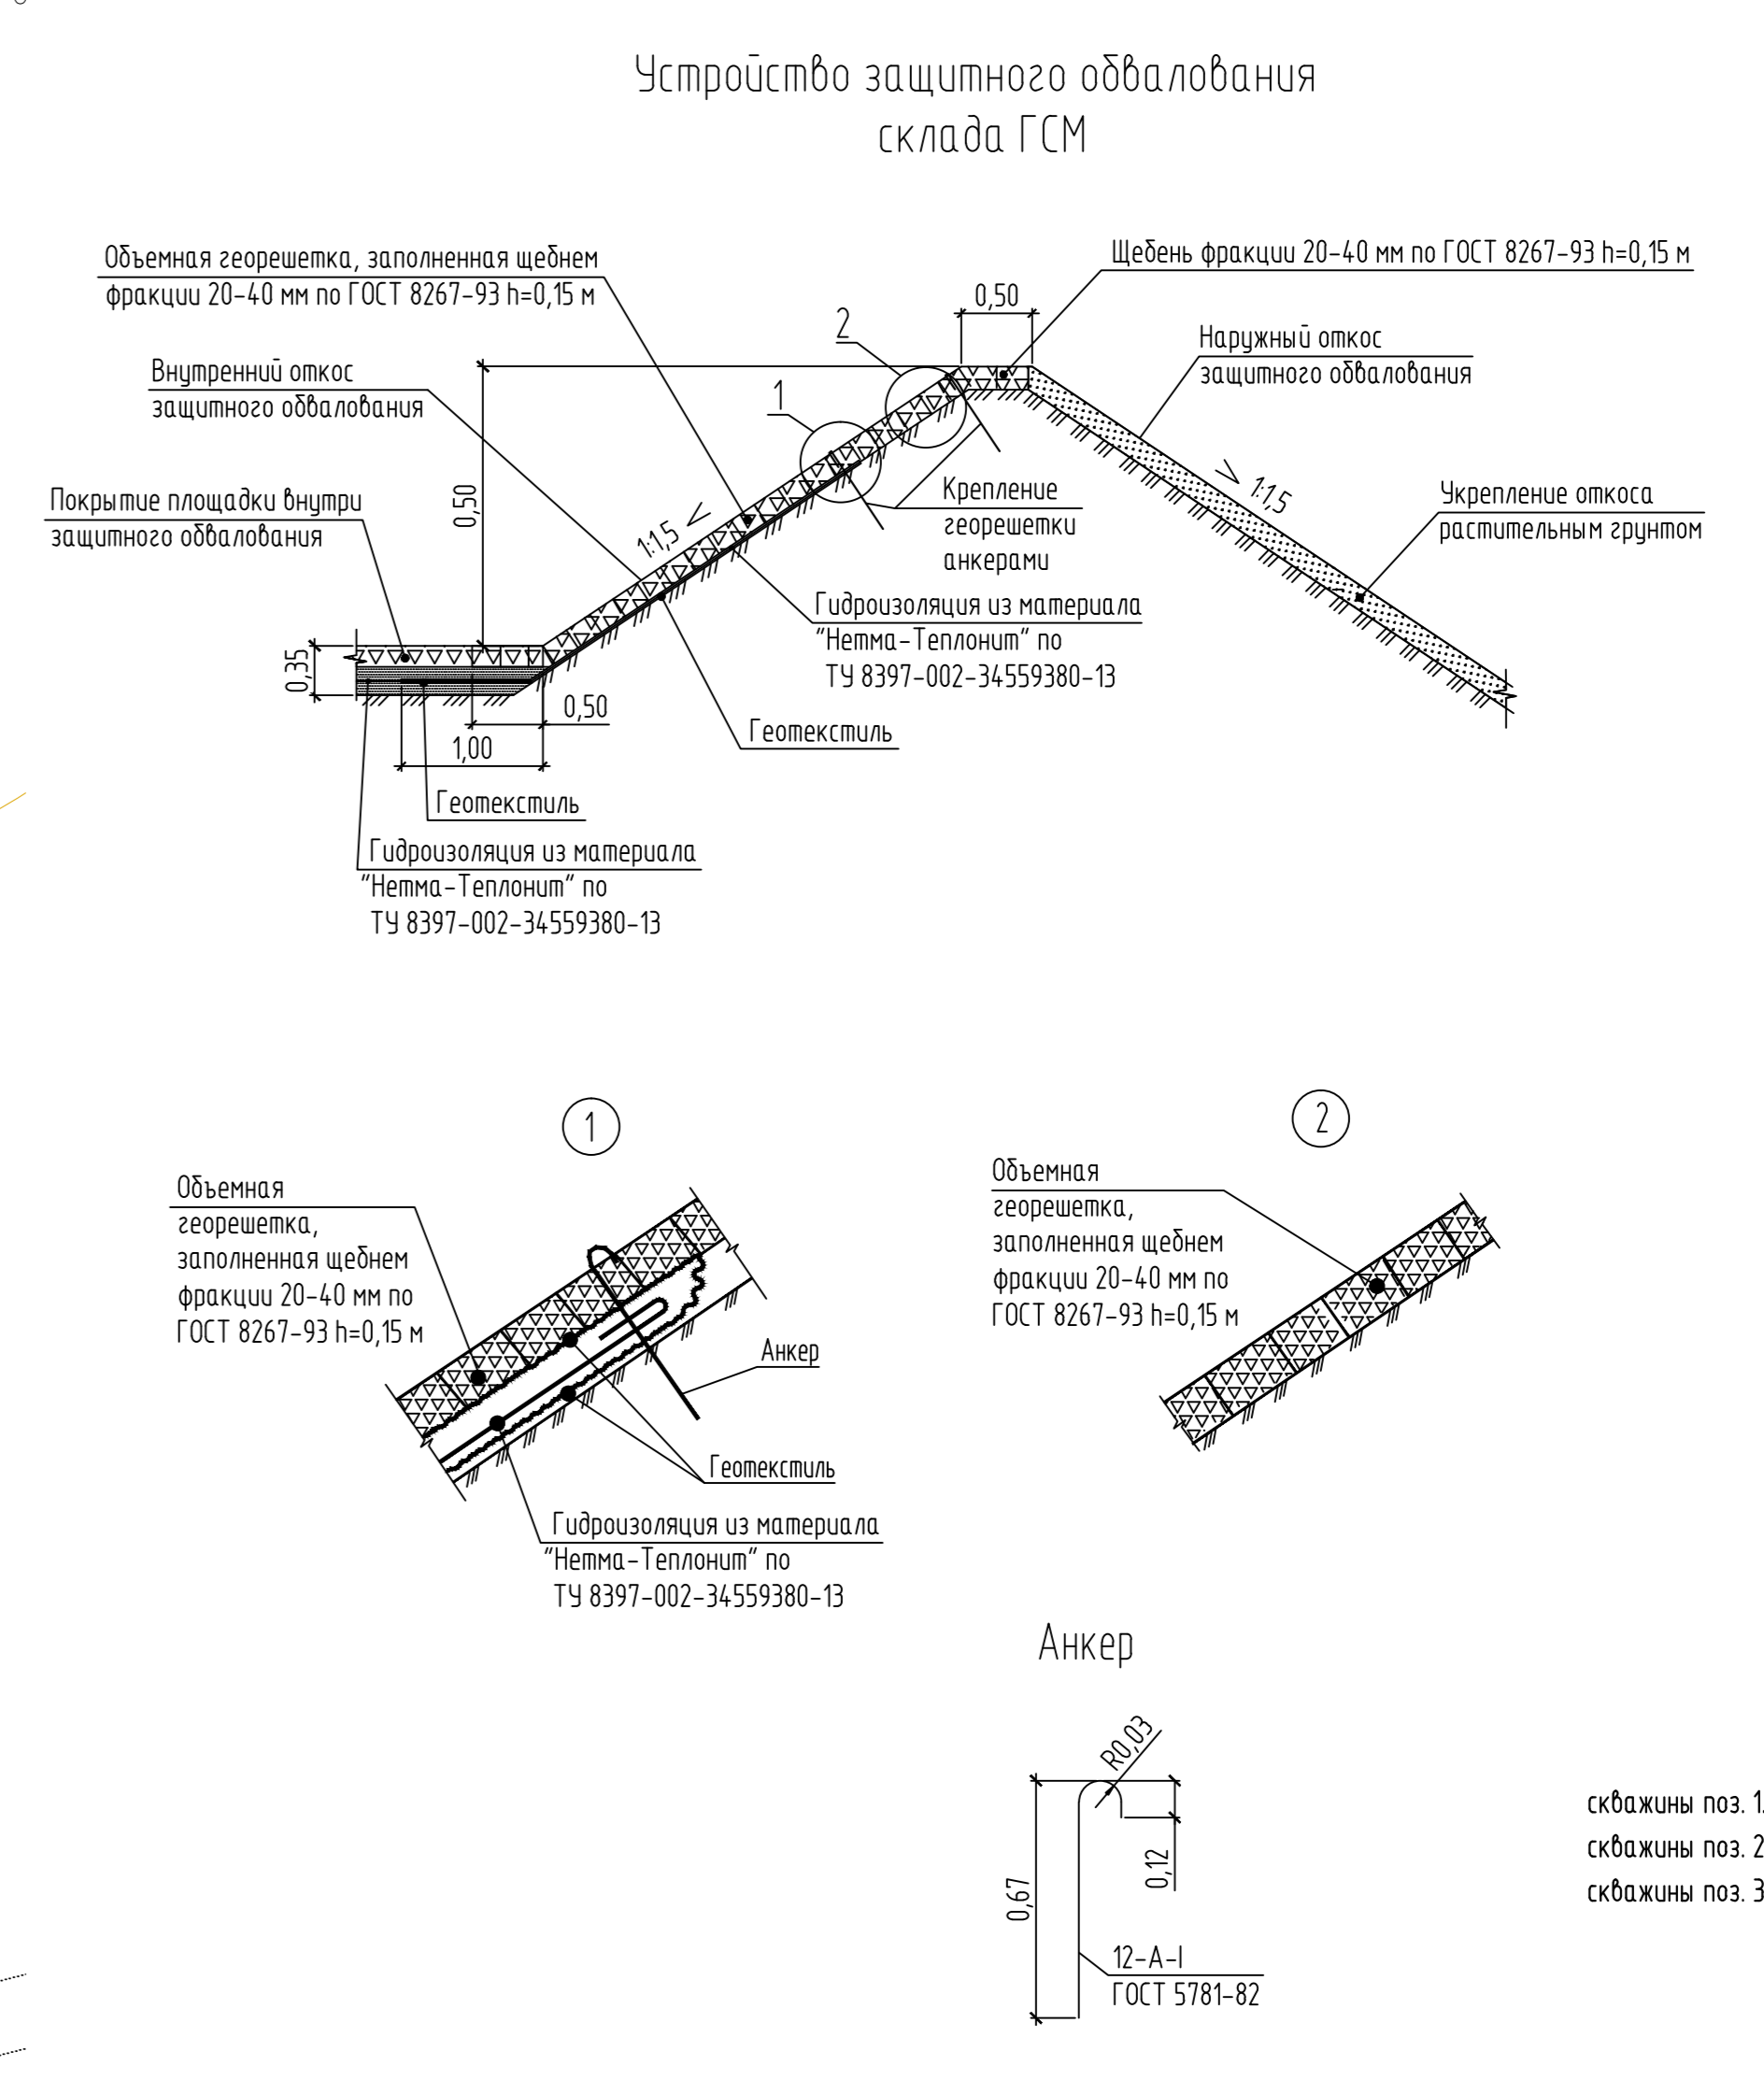 Устройство защитного обвалования
склада ГСМ
Объемная георешетка, заполненная щебнем
фракции 20-40 мм по ГОСТ 8267-93 h=0,15 м
Щебень фракции 20-40 мм по ГОСТ 8267-93 h=0,15 м
0,50
2
Наружный откос
защитного обвалования
Внутренний откос
защитного обвалования
1
0,50
Покрытие площадки внутри
защитного обвалования
Крепление
георешетки
анкерами
1:1,5
1:1,5
Укрепление откоса
растительным грунтом
Гидроизоляция из материала
"Нетма-Теплонит" по
ТУ 8397-002-34559380-13
0,35
0,50
1,00
Геотекстиль
Геотекстиль
Гидроизоляция из материала
"Нетма-Теплонит" по
ТУ 8397-002-34559380-13
1
2
Объемная
георешетка,
заполненная щебнем
фракции 20-40 мм по
ГОСТ 8267-93 h=0,15 м
Объемная
георешетка,
заполненная щебнем
фракции 20-40 мм по
ГОСТ 8267-93 h=0,15 м
Анкер
Геотекстиль
Гидроизоляция из материала
"Нетма-Теплонит" по
ТУ 8397-002-34559380-13
Анкер
R0,03
0,12
0,67
12-А-I
ГОСТ 5781-82
скважины поз. 1
скважины поз. 2
скважины поз. 3